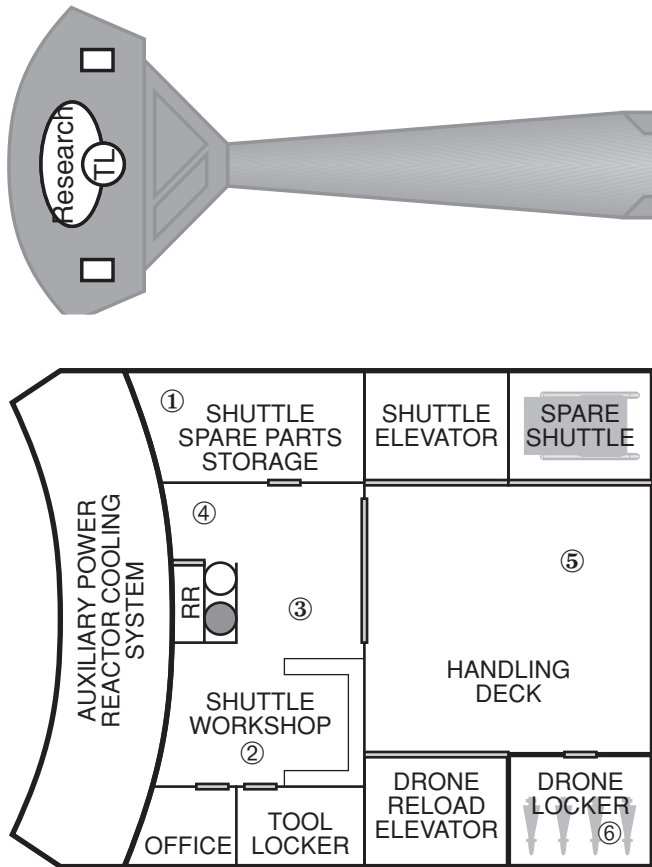 Research
TL
①
SHUTTLE
SPARE PARTS
STORAGE
SHUTTLE
ELEVATOR
SPARE
SHUTTLE
④
AUXILIARY POWER
REACTOR COOLING
SYSTEM
RR
③
⑤
HANDLING
DECK
SHUTTLE
WORKSHOP
②
OFFICE
TOOL
LOCKER
DRONE
RELOAD
ELEVATOR
DRONE
LOCKER
⑥